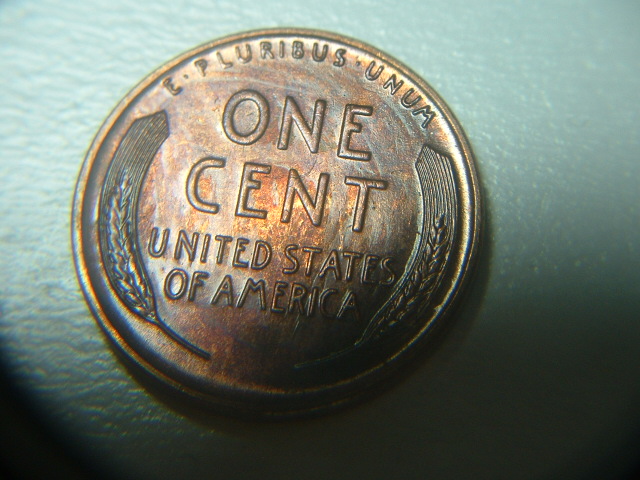 E·PLURIBUS·UNUM
ONE
CENT
UNITED STATES
OF AMERICA